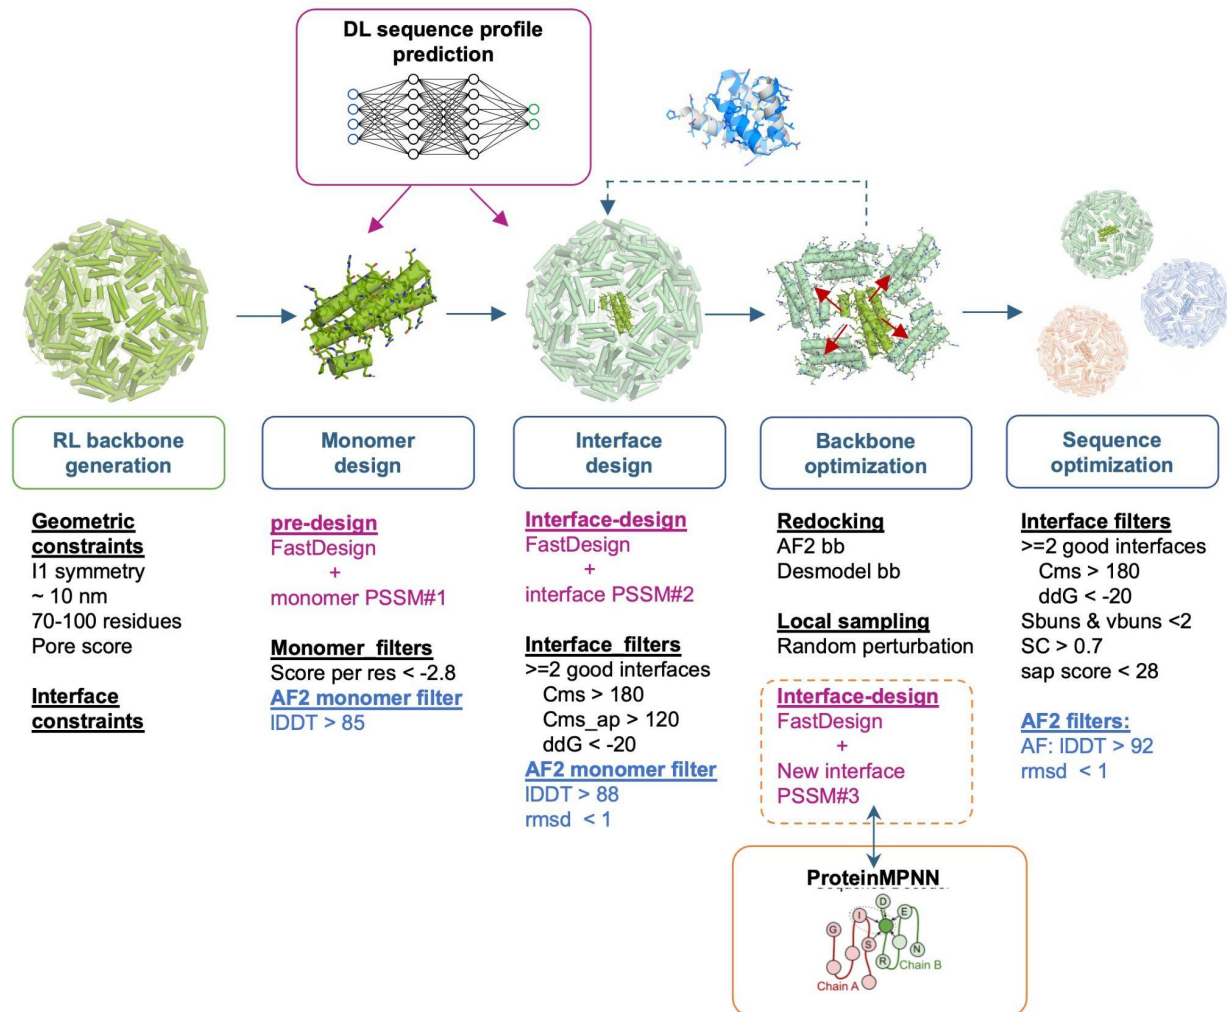 DL sequence profile
prediction
RL backbone
generation
Monomer
design
Interface
design
Backbone
optimization
Sequence
optimization
Geometric
constraints
I1 symmetry
~ 10 nm
70-100 residues
Pore score
Interface
constraints
pre-design
FastDesign
+
monomer PSSM#1
Monomer filters
Score per res < -2.8
AF2 monomer filter
lDDT > 85
Interface-design
FastDesign
+
interface PSSM#2
Interface filters
>=2 good interfaces
Cms > 180
Cms_ap > 120
ddG < -20
AF2 monomer filter
lDDT > 88
rmsd < 1
Redocking
AF2 bb
Desmodel bb
Local sampling
Random perturbation
Interface-design
FastDesign
+
New interface
PSSM#3
Interface filters
>=2 good interfaces
Cms > 180
ddG < -20
Sbuns & vbuns <2
SC > 0.7
sap score < 28
AF2 filters:
AF: lDDT > 92
rmsd < 1
ProteinMPNN
D
I
E
G
S
N
R
Chain B
Chain A